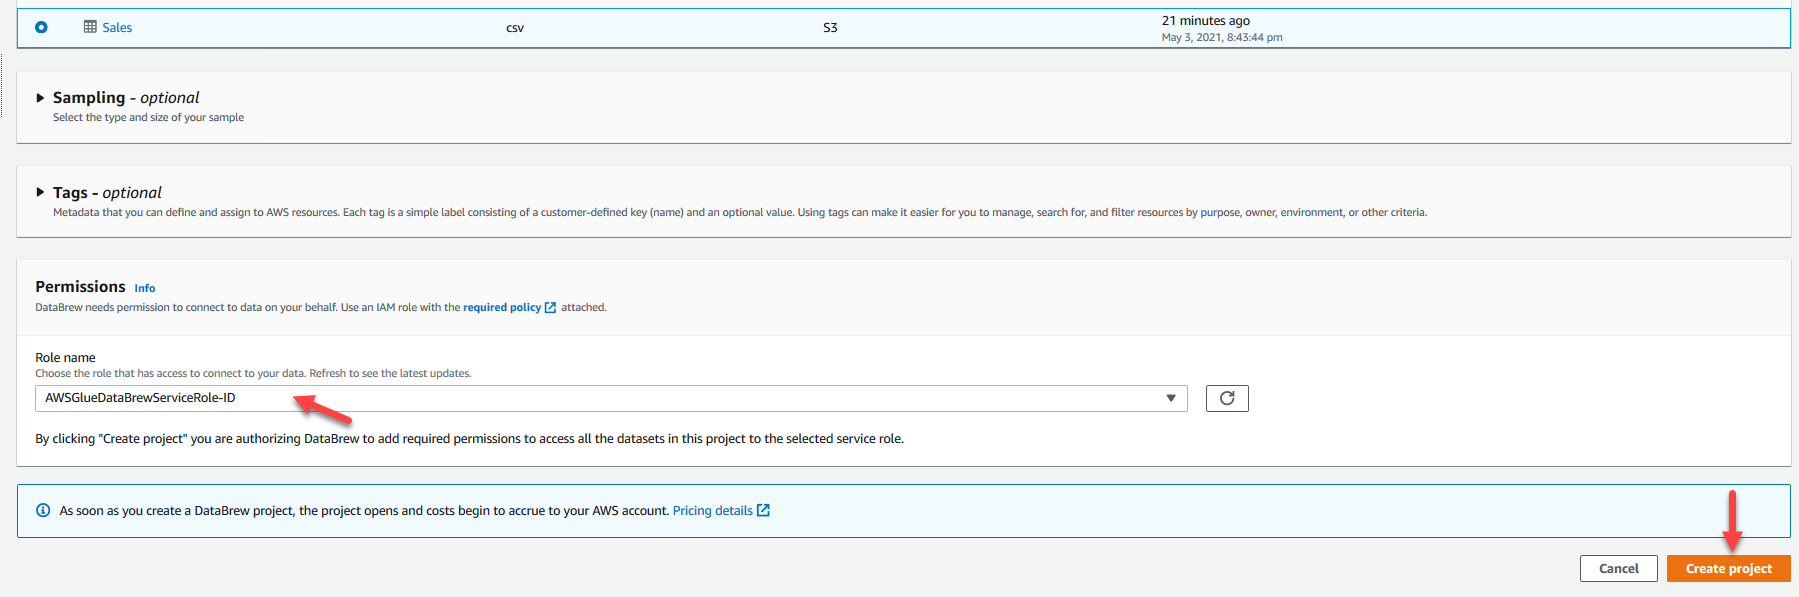 Sales csv S3 21 minutes ago
May 3, 2021, 8:43:44 pm
Sampling - optional
Select the type and size of your sample
Tags - optional
Metadata that you can define and assign to AWS resources. Each tag is a simple label consisting of a customer-defined key (name) and an optional value. Using tags can make it easier for you to manage, search for, and filter resources by purpose, owner, environment, or other criteria.
Permissions Info
DataBrew needs permission to connect to data on your behalf. Use an IAM role with the required policy attached.
Role name
Choose the role that has access to connect to your data. Refresh to see the latest updates.
AWSGlueDataBrewServiceRole-ID
By clicking "Create project" you are authorizing DataBrew to add required permissions to access all the datasets in this project to the selected service role.
As soon as you create a DataBrew project, the project opens and costs begin to accrue to your AWS account. Pricing details
Cancel Create project